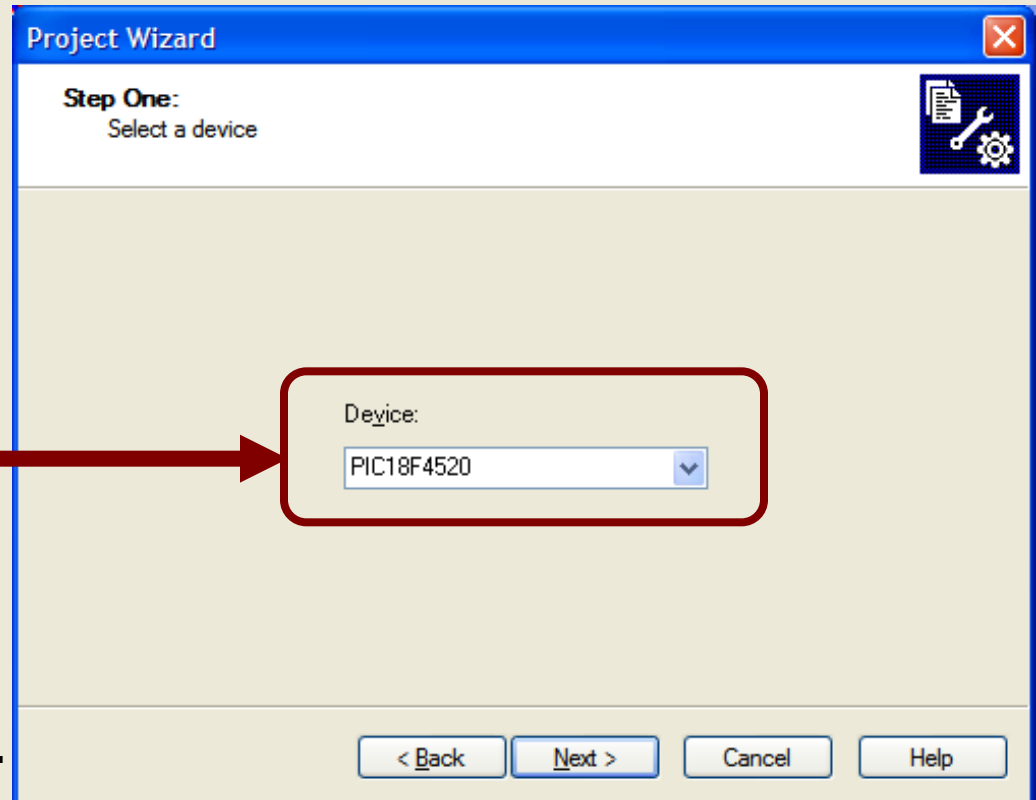 Project Wizard
Step One:
Select a device
Device:
PIC18F4520
< Back Next > Cancel Help